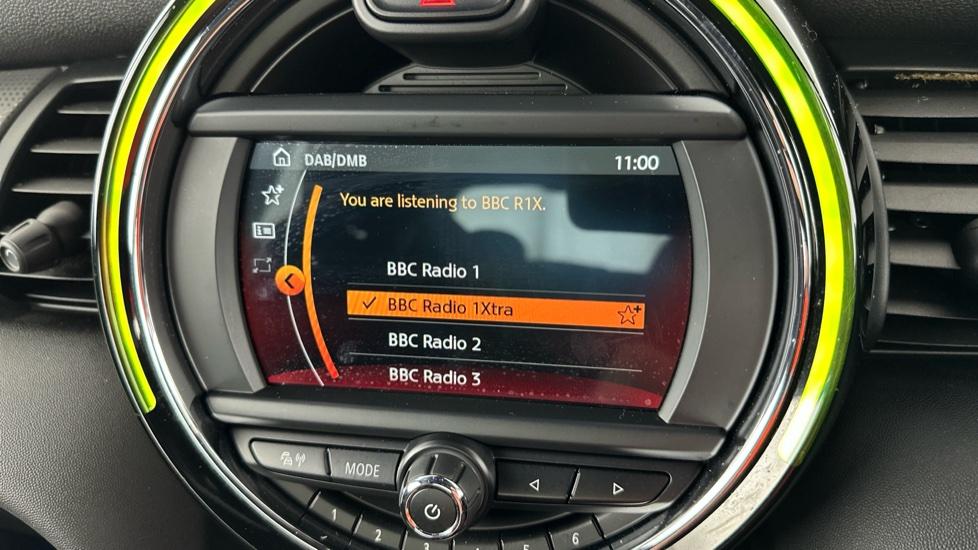 DAB/DMB 11:00
You are listening to BBC R1X.
BBC Radio 1
BBC Radio 1Xtra
BBC Radio 2
BBC Radio 3
MODE
1
2
3
5
6